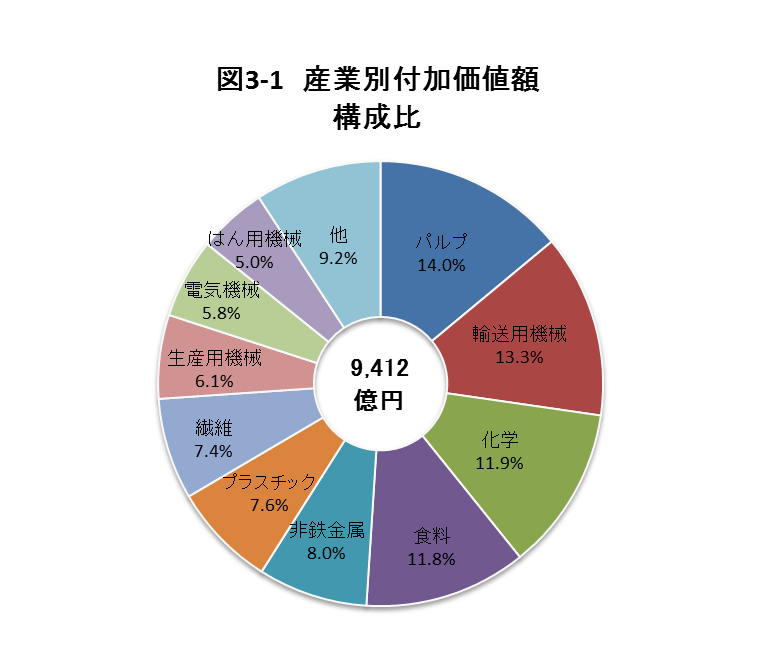 図3-1　産業別付加価値額
構成比
パルプ
14.0%
輸送用機械
13.3%
化学
11.9%
食料
11.8%
非鉄金属
8.0%
プラスチック
7.6%
繊維
7.4%
生産用機械
6.1%
電気機械
5.8%
はん用機械
5.0%
他
9.2%
9,412
億円